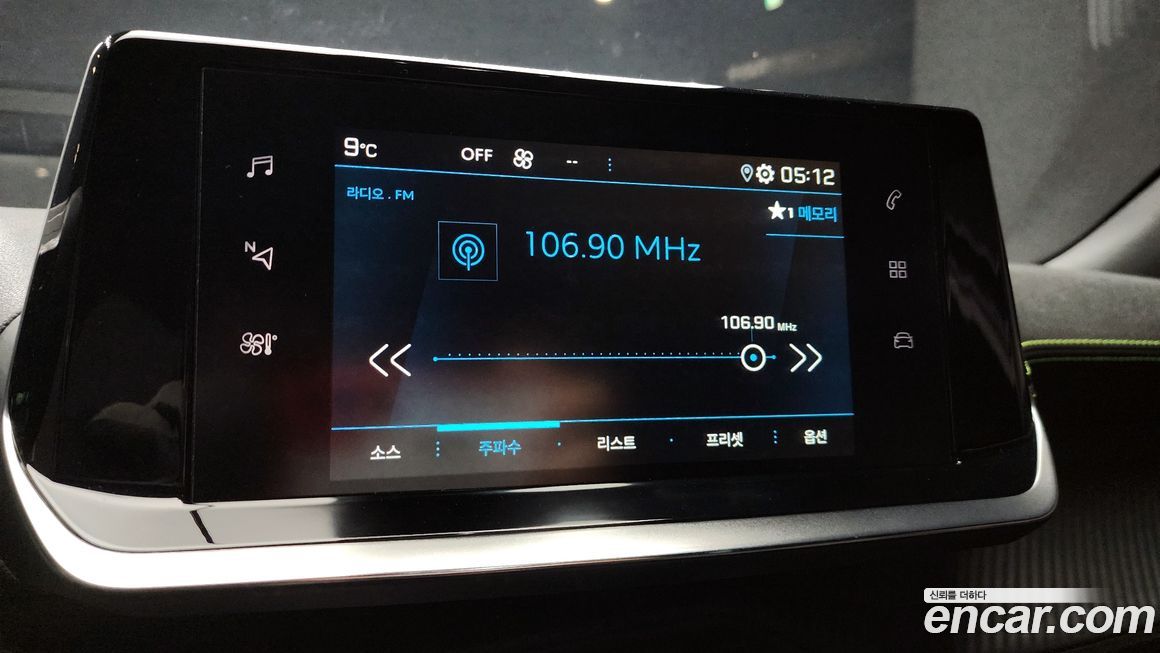 9°C OFF -- 05:12
라디오 . FM
★1 메모리
106.90 MHz
106.90 MHz
N
소스 주파수 리스트 프리셋 옵션
신뢰를 더하다
encar.com